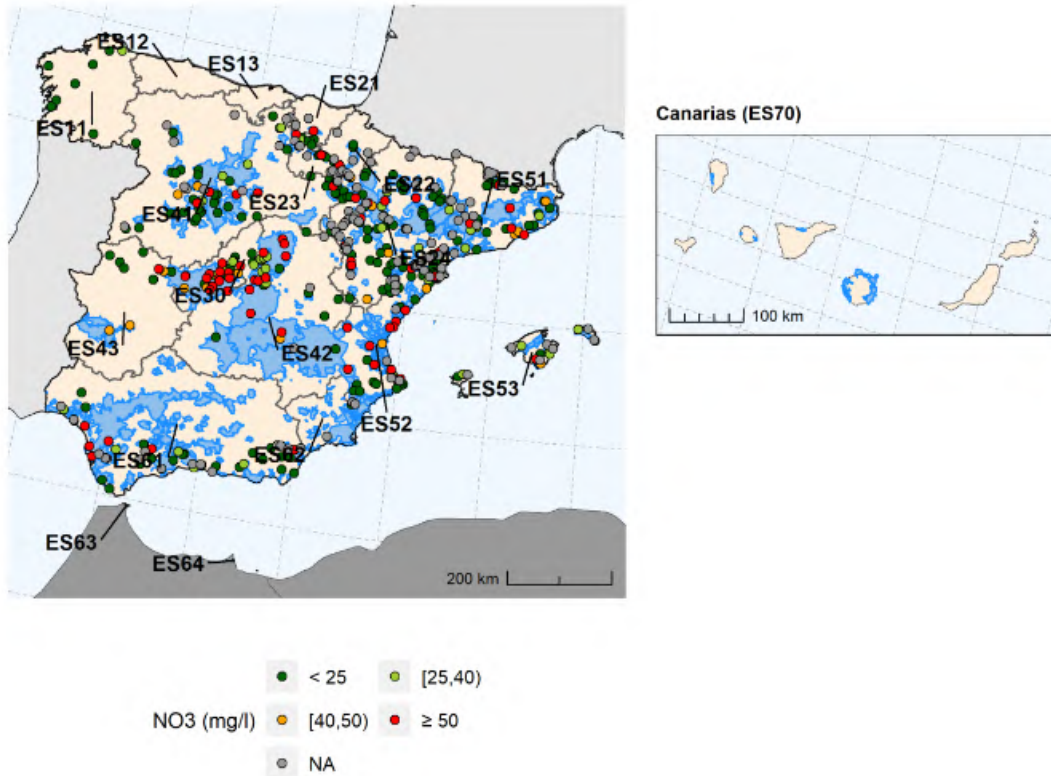 ES12
ES13
ES21
ES11
ES23
ES22
ES51
ES41
ES24
ES30
ES43
ES42
ES53
ES52
ES61
ES62
ES63
ES64
200 km
Canarias (ES70)
100 km
NO3 (mg/l)
< 25
[25,40)
[40,50)
≥ 50
NA